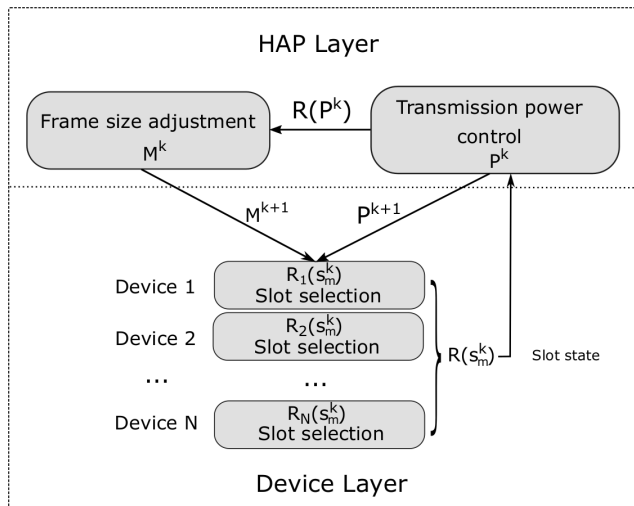 HAP Layer
Frame size adjustment
M^k
R(P^k)
Transmission power
control
P^k
M^{k+1}
P^{k+1}
Device 1
R_1(s_m^k)
Slot selection
Device 2
R_2(s_m^k)
Slot selection
...
...
Device N
R_N(s_m^k)
Slot selection
R(s_m^k)
Slot state
Device Layer